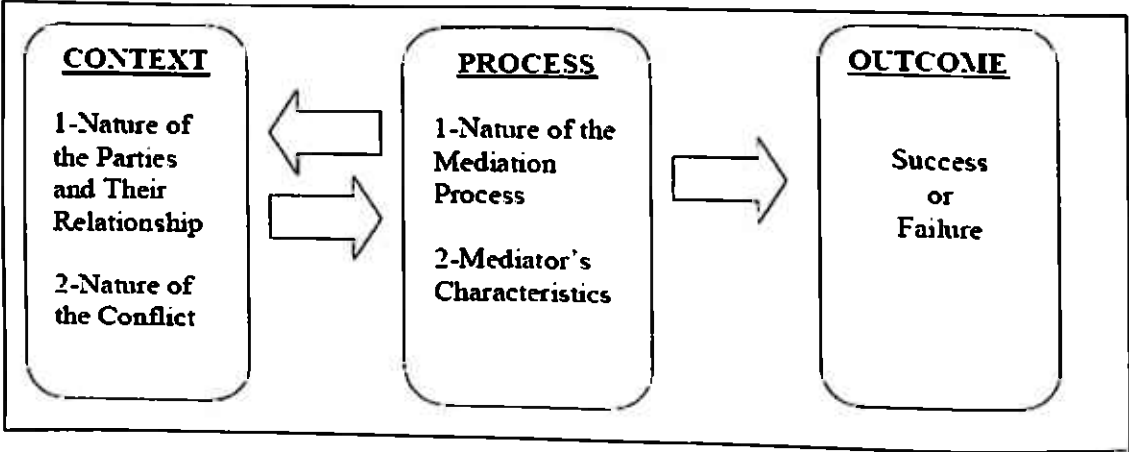 CONTEXT
1-Nature of
the Parties
and Their
Relationship
2-Nature of
the Conflict
PROCESS
1-Nature of the
Mediation
Process
2-Mediator's
Characteristics
OUTCOME
Success
or
Failure